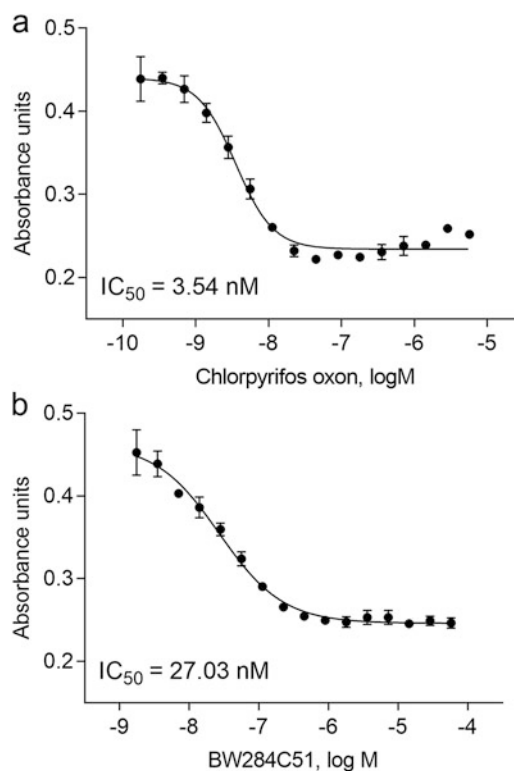 a
0.5
0.4
0.3
0.2
Absorbance units
IC50 = 3.54 nM
-10 -9 -8 -7 -6 -5
Chlorpyrifos oxon, logM
b
0.5
0.4
0.3
0.2
Absorbance units
IC50 = 27.03 nM
-9 -8 -7 -6 -5 -4
BW284C51, log M